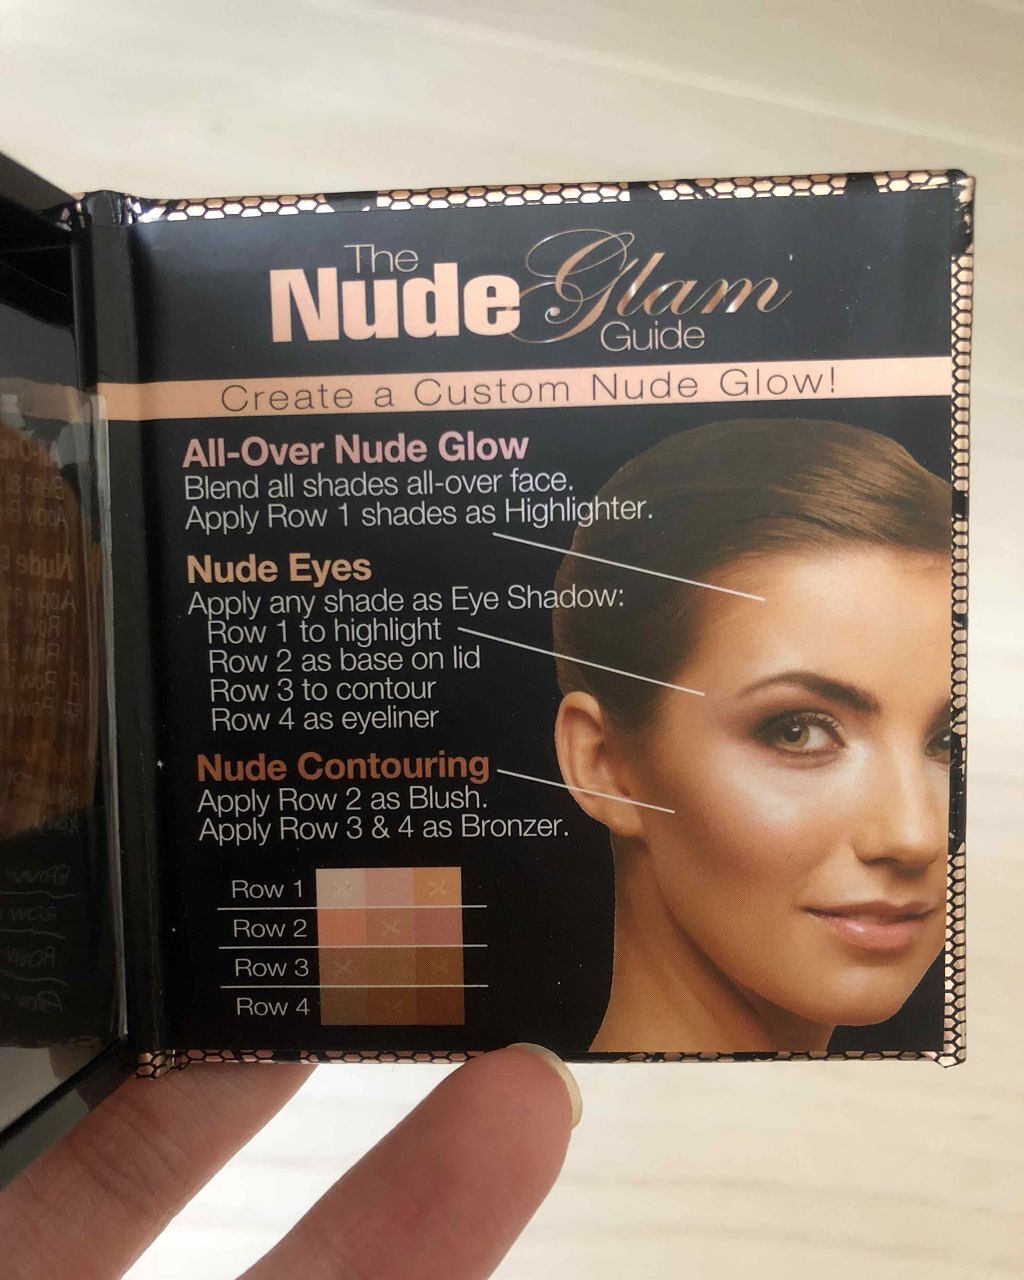 The
Nude Glam
Guide
Create a Custom Nude Glow!
All-Over Nude Glow
Blend all shades all-over face.
Apply Row 1 shades as Highlighter.
Nude Eyes
Apply any shade as Eye Shadow:
Row 1 to highlight
Row 2 as base on lid
Row 3 to contour
Row 4 as eyeliner
Nude Contouring
Apply Row 2 as Blush.
Apply Row 3 & 4 as Bronzer.
Row 1
Row 2
Row 3
Row 4